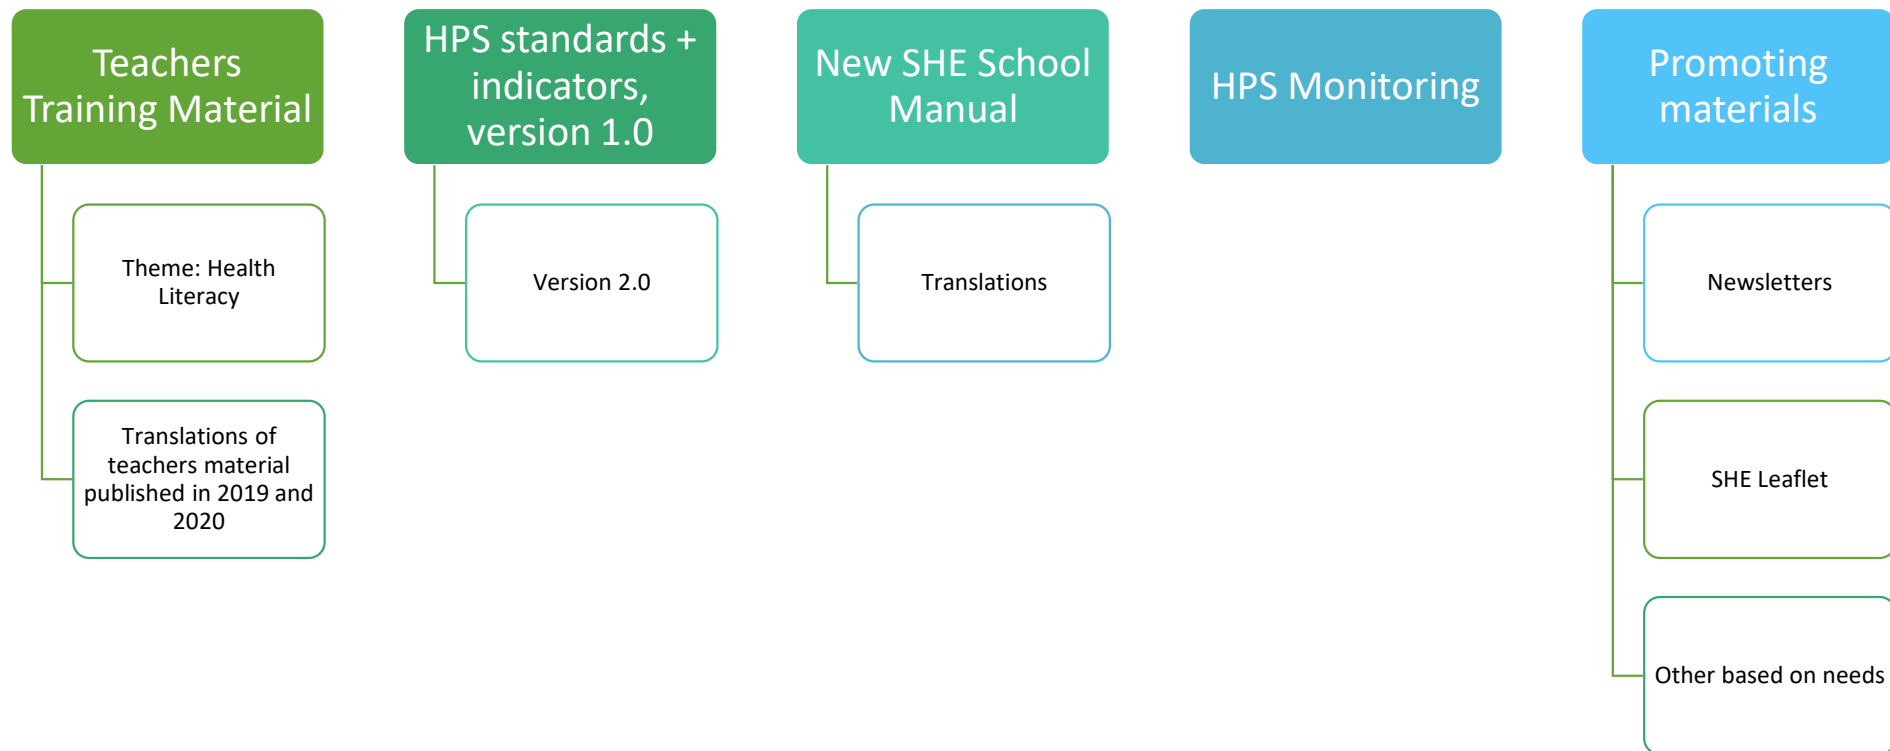 Teachers
Training Material
HPS standards +
indicators,
version 1.0
New SHE School
Manual
HPS Monitoring
Promoting
materials
Theme: Health
Literacy
Translations of
teachers material
published in 2019 and
2020
Version 2.0
Translations
Newsletters
SHE Leaflet
Other based on needs